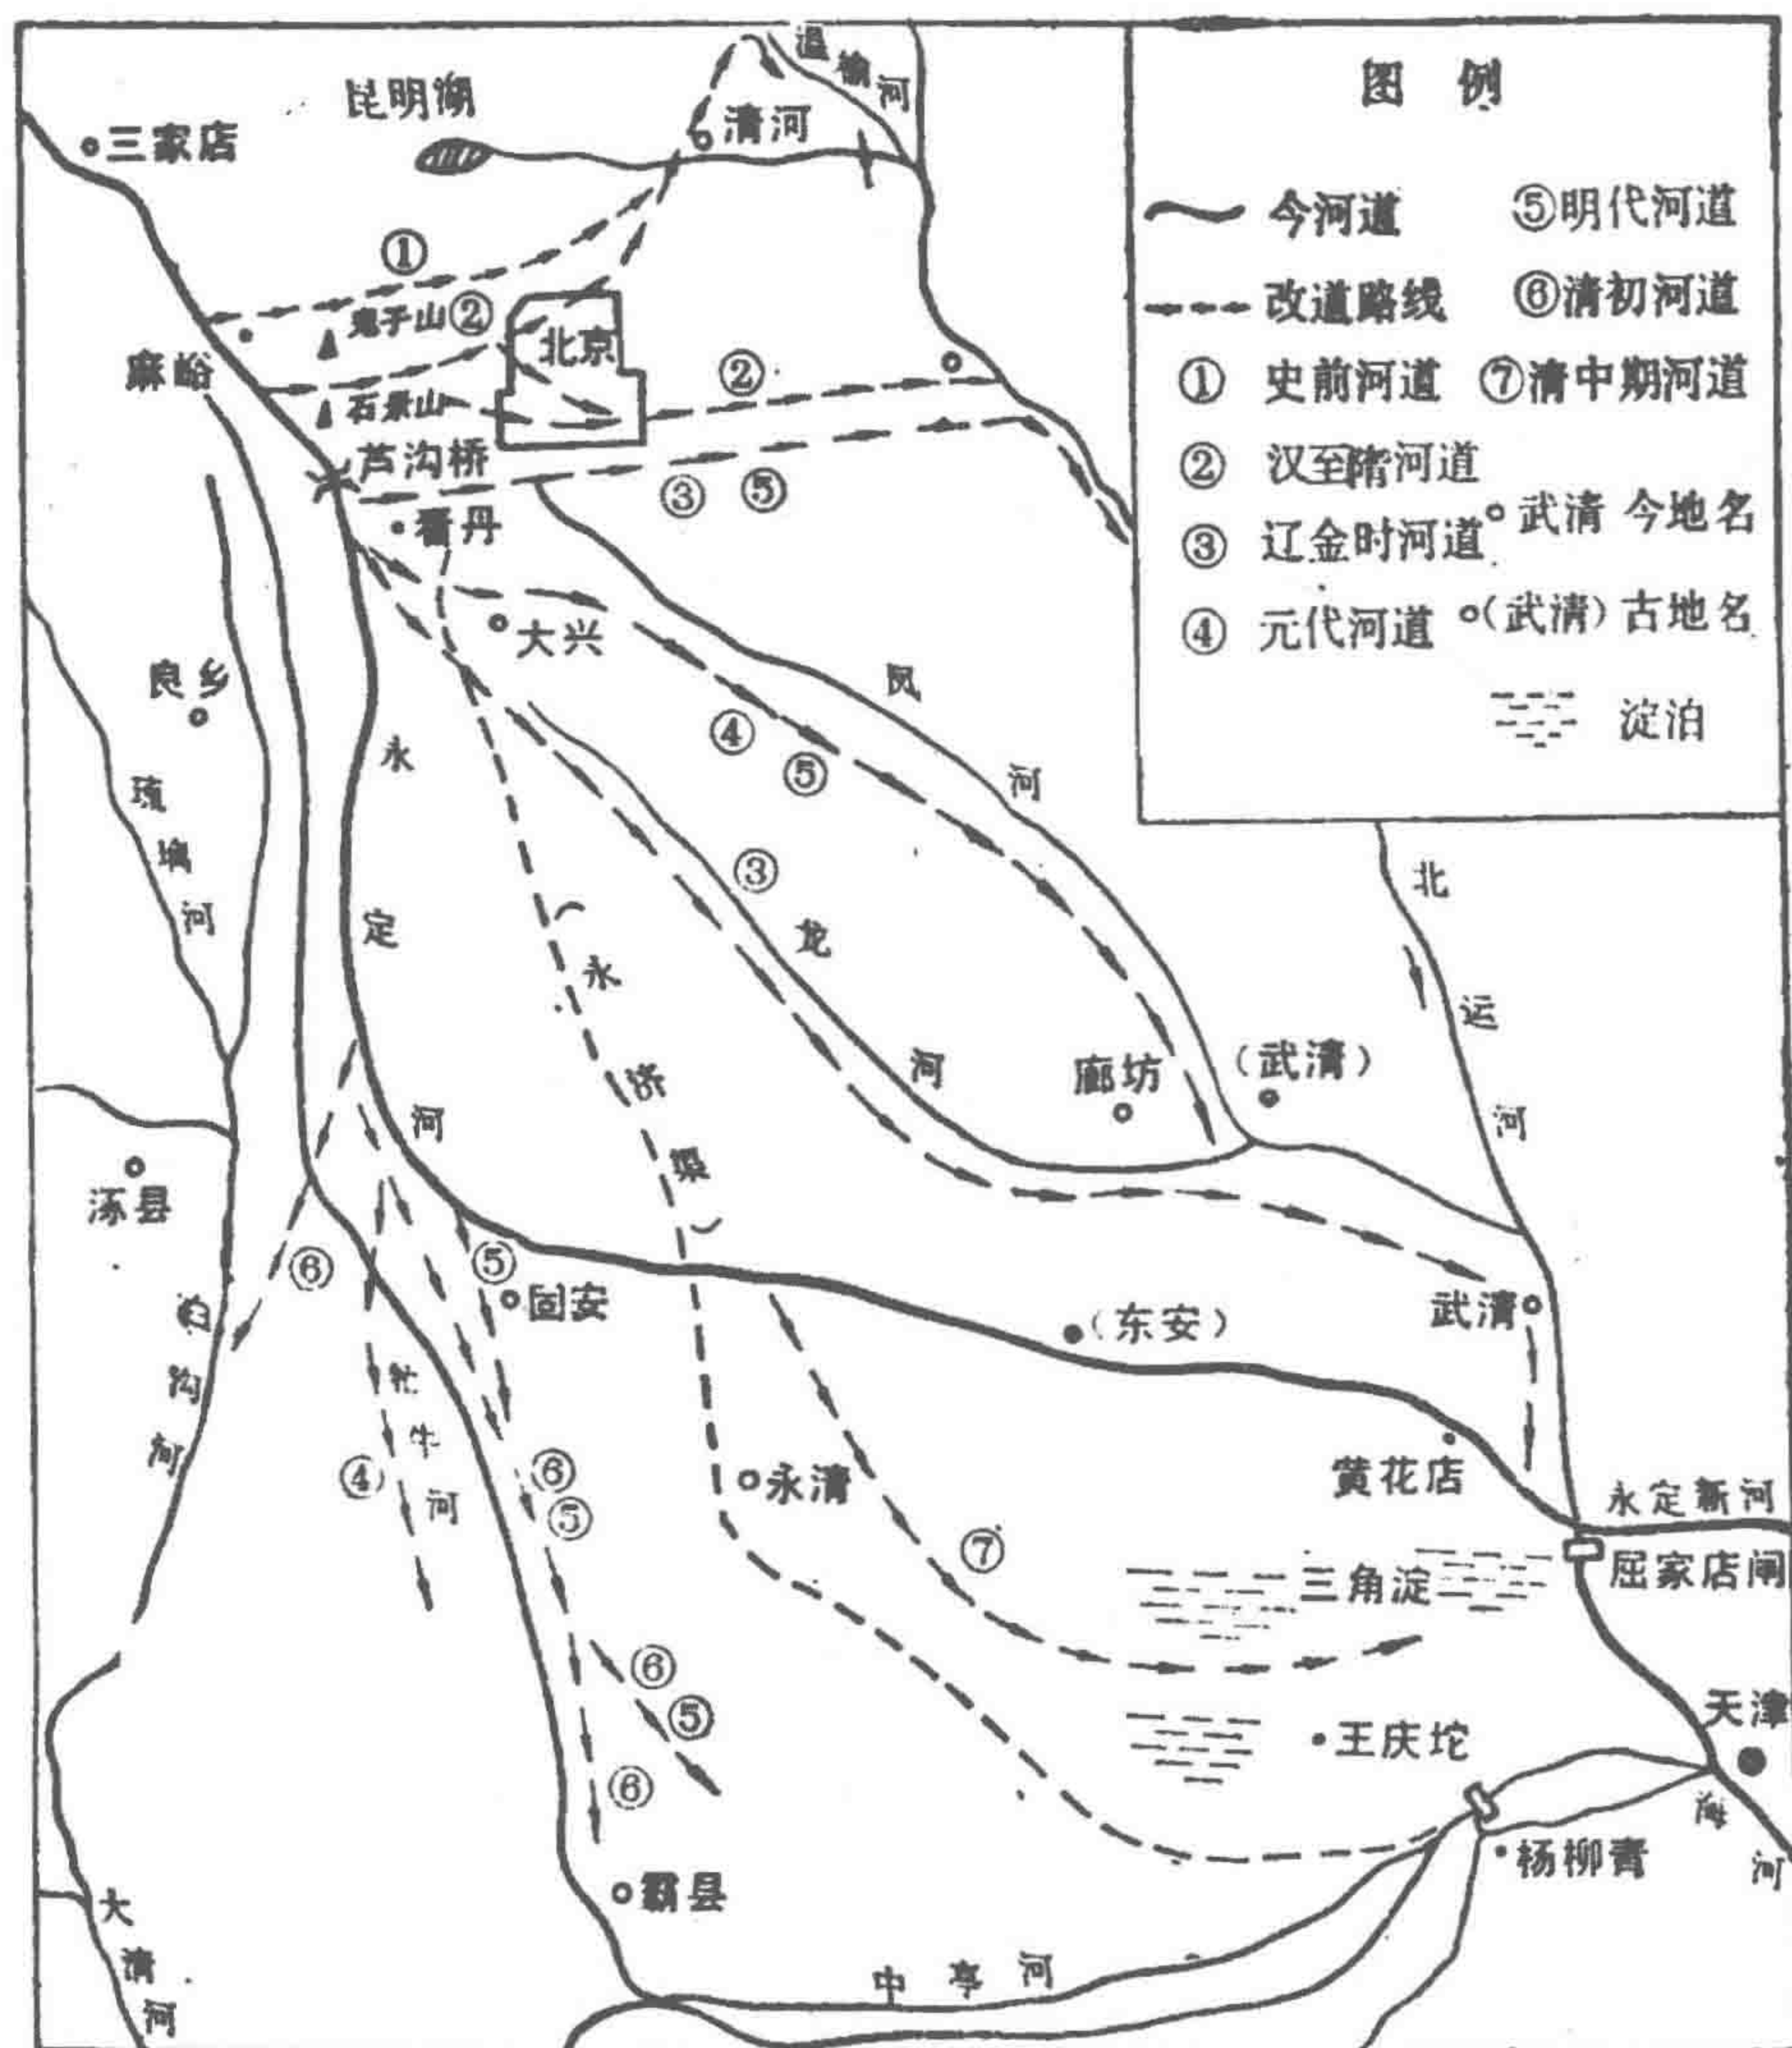 图例
今河道 ⑤明代河道
改道路线 ⑥清初河道
① 史前河道 ⑦清中期河道
② 汉至隋河道
③ 辽金时河道
武清 今地名
④ 元代河道
(武清)古地名
淀泊
昆明湖
温榆河
清河
三家店
①
鬼子山
②
北京
麻峪
②
石景山
芦沟桥
③ ⑤
看丹
大兴
良乡
凤河
④
⑤
永定河
琉璃河
③
龙河
北运河
(永济渠)
廊坊
(武清)
涿县
⑥
⑤
固安
白沟河
(东安)
武清
牤牛河
④
⑥
⑤
永清
黄花店
永定新河
⑦
三角淀
屈家店闸
⑥
⑤
天津
王庆坨
⑥
海河
杨柳青
霸县
大清河
中亭河